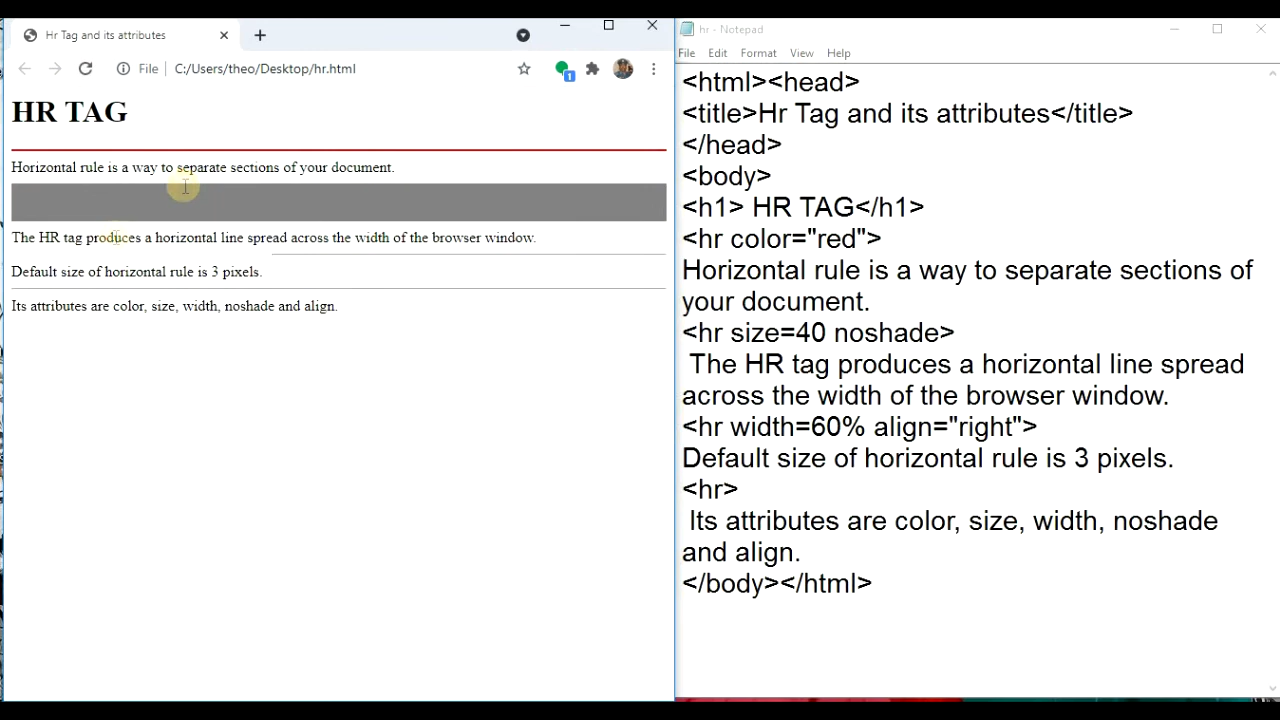 Hr Tag and its attributes
File C:/Users/theo/Desktop/hr.html
1
HR TAG
Horizontal rule is a way to separate sections of your document.
The HR tag produces a horizontal line spread across the width of the browser window.
Default size of horizontal rule is 3 pixels.
Its attributes are color, size, width, noshade and align.
hr - Notepad
File Edit Format View Help
<html><head>
<title>Hr Tag and its attributes</title>
</head>
<body>
<h1> HR TAG</h1>
<hr color="red">
Horizontal rule is a way to separate sections of
your document.
<hr size=40 noshade>
The HR tag produces a horizontal line spread
across the width of the browser window.
<hr width=60% align="right">
Default size of horizontal rule is 3 pixels.
<hr>
Its attributes are color, size, width, noshade
and align.
</body></html>